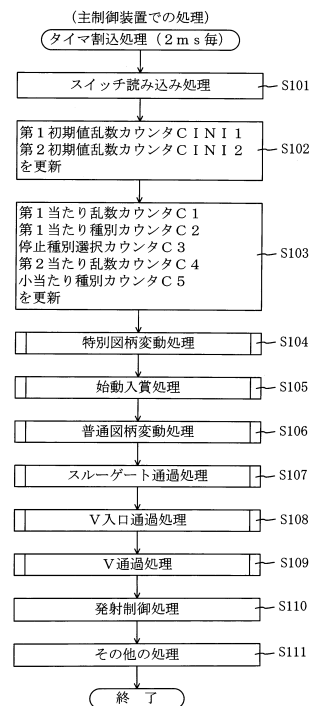 (主制御装置での処理)
タイマ割込処理(2ms毎)
スイッチ読み込み処理
S101
第1初期値乱数カウンタCINI1
第2初期値乱数カウンタCINI2
を更新
S102
第1当たり乱数カウンタC1
第1当たり種別カウンタC2
停止種別選択カウンタC3
第2当たり乱数カウンタC4
小当たり種別カウンタC5
を更新
S103
特別図柄変動処理
S104
始動入賞処理
S105
普通図柄変動処理
S106
スルーゲート通過処理
S107
V入口通過処理
S108
V通過処理
S109
発射制御処理
S110
その他の処理
S111
終 了